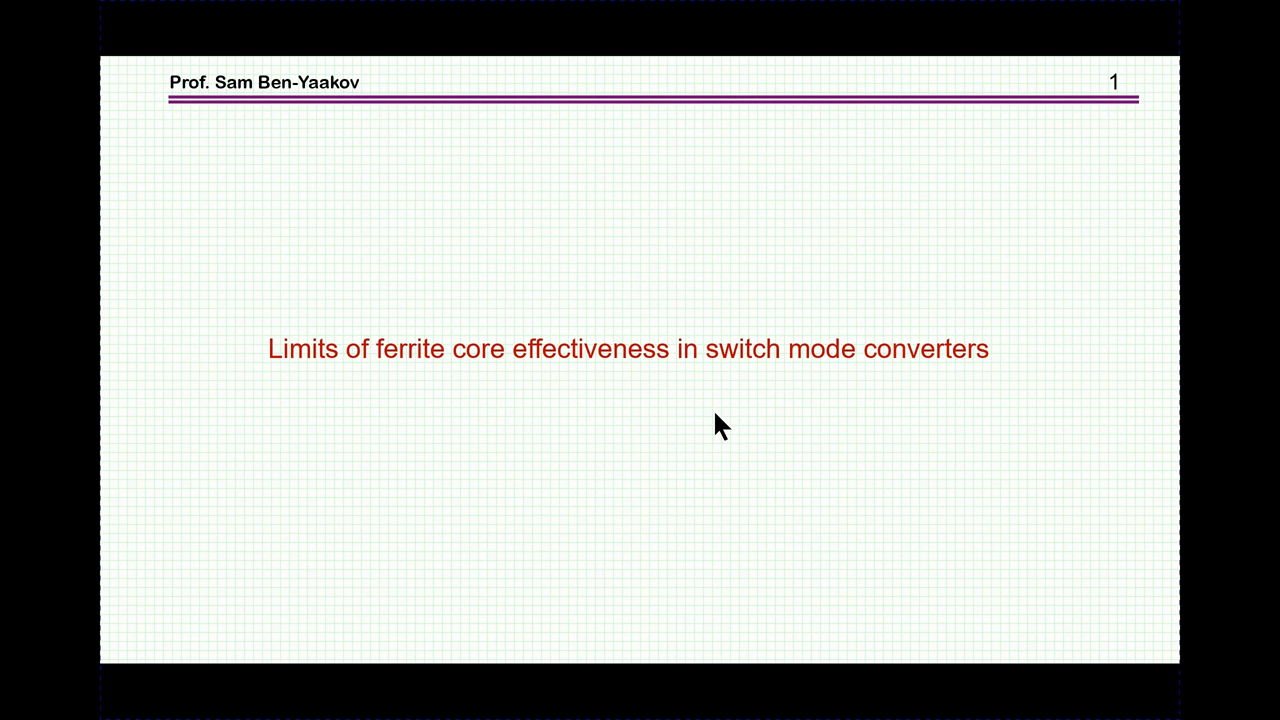 Prof. Sam Ben-Yaakov
1
Limits of ferrite core effectiveness in switch mode converters